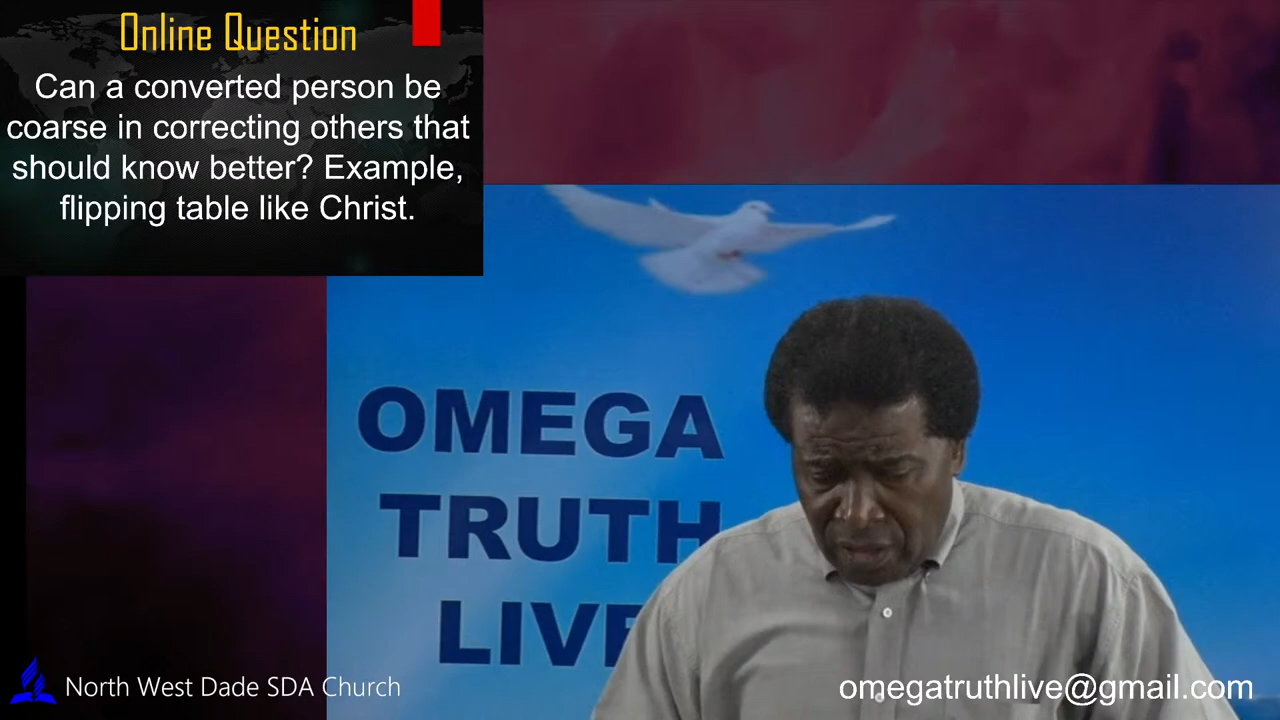 Online Question
Can a converted person be
coarse in correcting others that
should know better? Example,
flipping table like Christ.
OMEGA
TRUTH
LIVE
North West Dade SDA Church
omegatruthlive@gmail.com